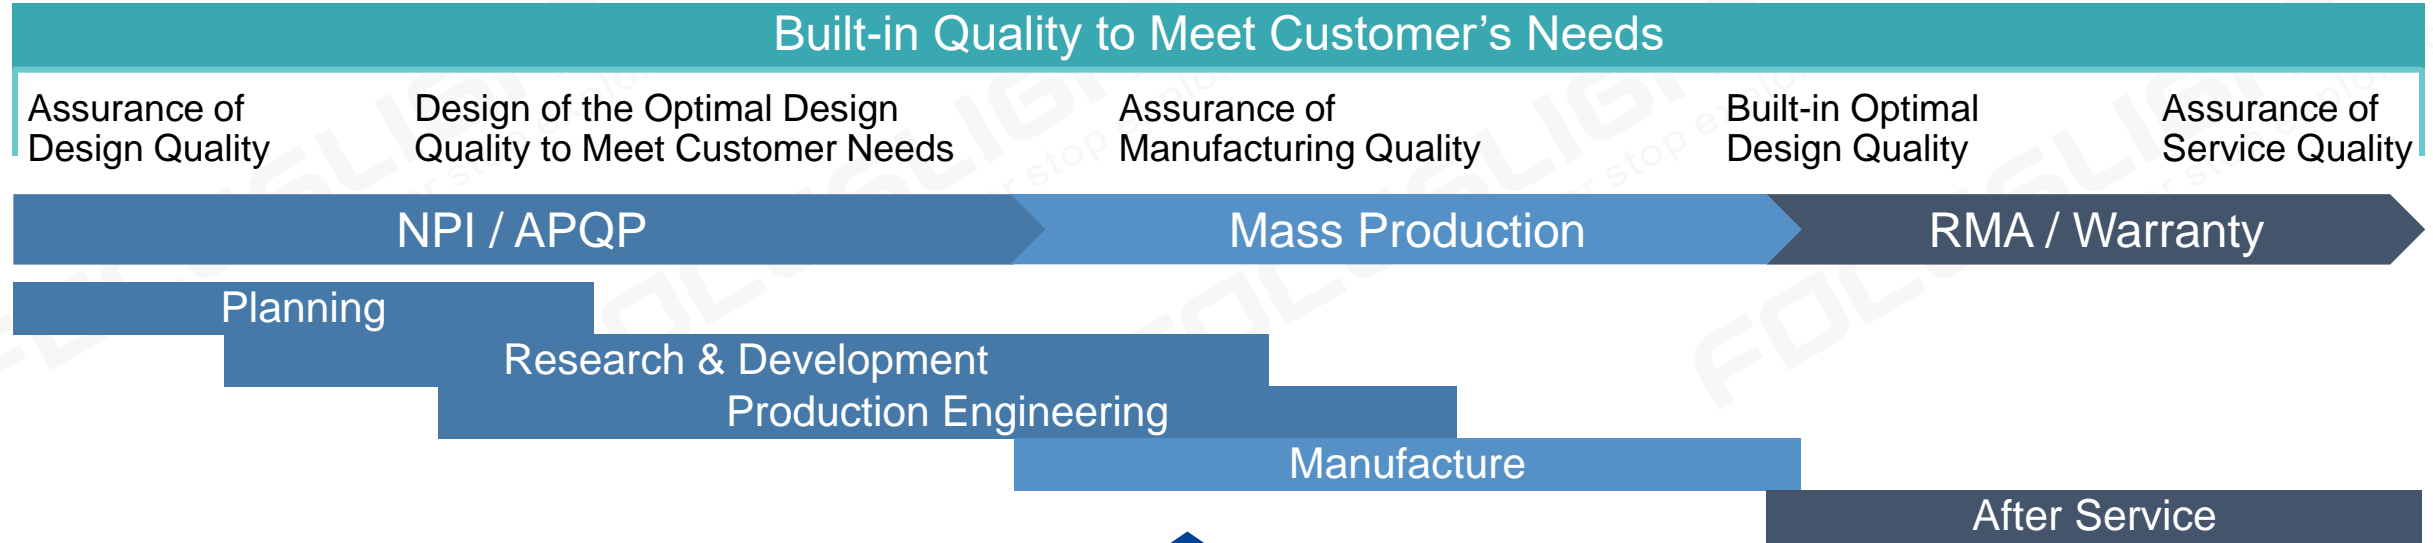 Built-in Quality to Meet Customer’s Needs
Assurance of
Design Quality
Design of the Optimal Design
Quality to Meet Customer Needs
Assurance of
Manufacturing Quality
Built-in Optimal
Design Quality
Assurance of
Service Quality
NPI / APQP
Mass Production
RMA / Warranty
Planning
Research & Development
Production Engineering
Manufacture
After Service